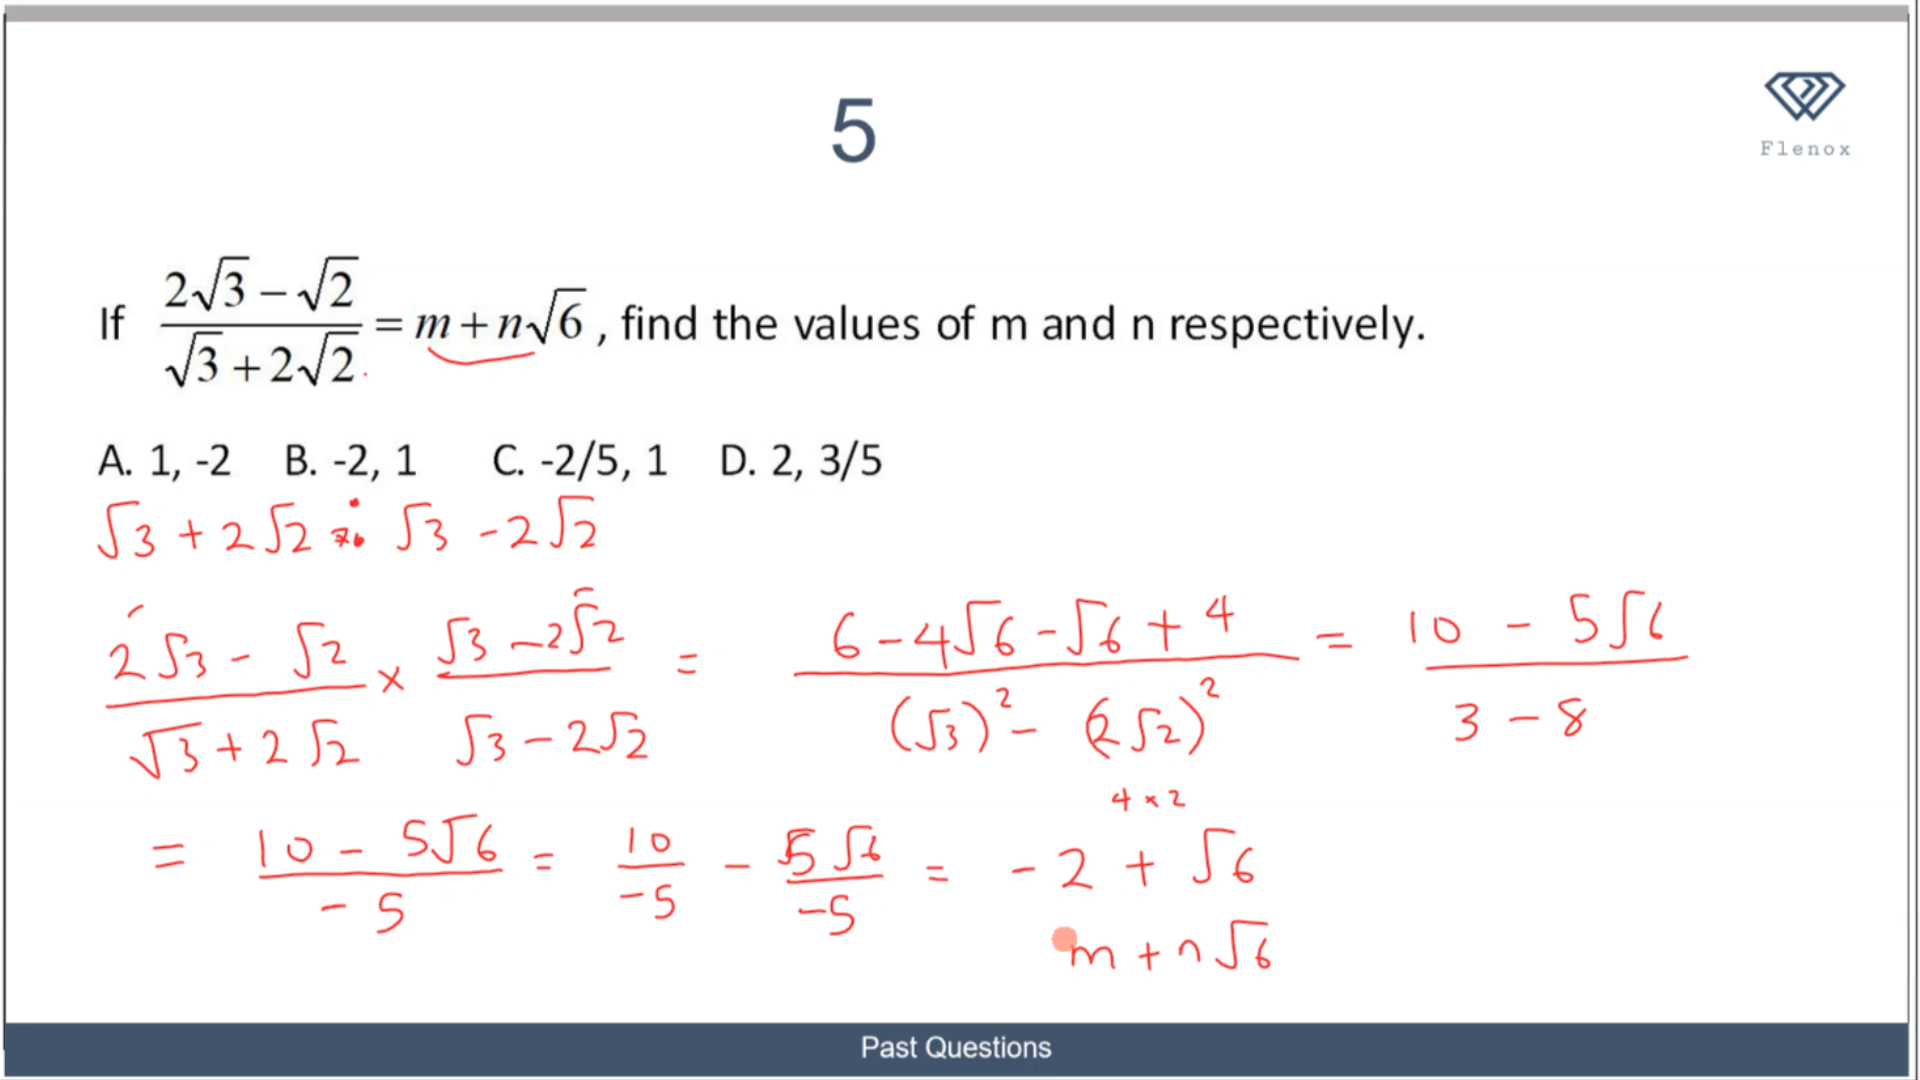 5
Flenox
If (2√3 – √2)/(√3 + 2√2) = m + n√6 , find the values of m and n respectively.
A. 1, -2 B. -2, 1 C. -2/5, 1 D. 2, 3/5
√3 + 2√2 : √3 - 2√2
(2√3 - √2)/(√3 + 2√2) × (√3 - 2√2)/(√3 - 2√2) = (6 - 4√6 - √6 + 4)/((√3)² - (2√2)²) = (10 - 5√6)/(3 - 8)
4 × 2
= (10 - 5√6)/(-5) = 10/(-5) - 5√6/(-5) = -2 + √6
m + n√6
Past Questions